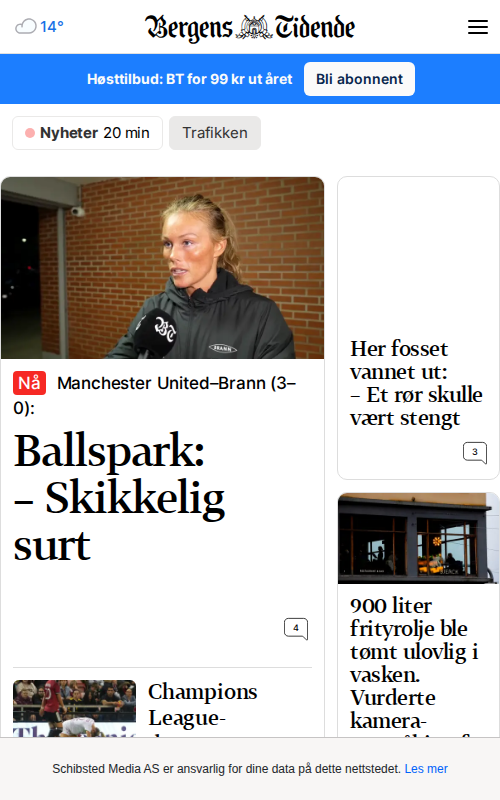 14°
Bergens Tidende
Høsttilbud: BT for 99 kr ut året
Bli abonnent
Nyheter 20 min
Trafikken
BT
BRANN
Nå Manchester United–Brann (3–
0):
Ballspark:
– Skikkelig
surt
4
Champions
League-
Her fosset
vannet ut:
– Et rør skulle
vært stengt
3
900 liter
frityrolje ble
tømt ulovlig i
vasken.
Vurderte
kamera-
Schibsted Media AS er ansvarlig for dine data på dette nettstedet. Les mer